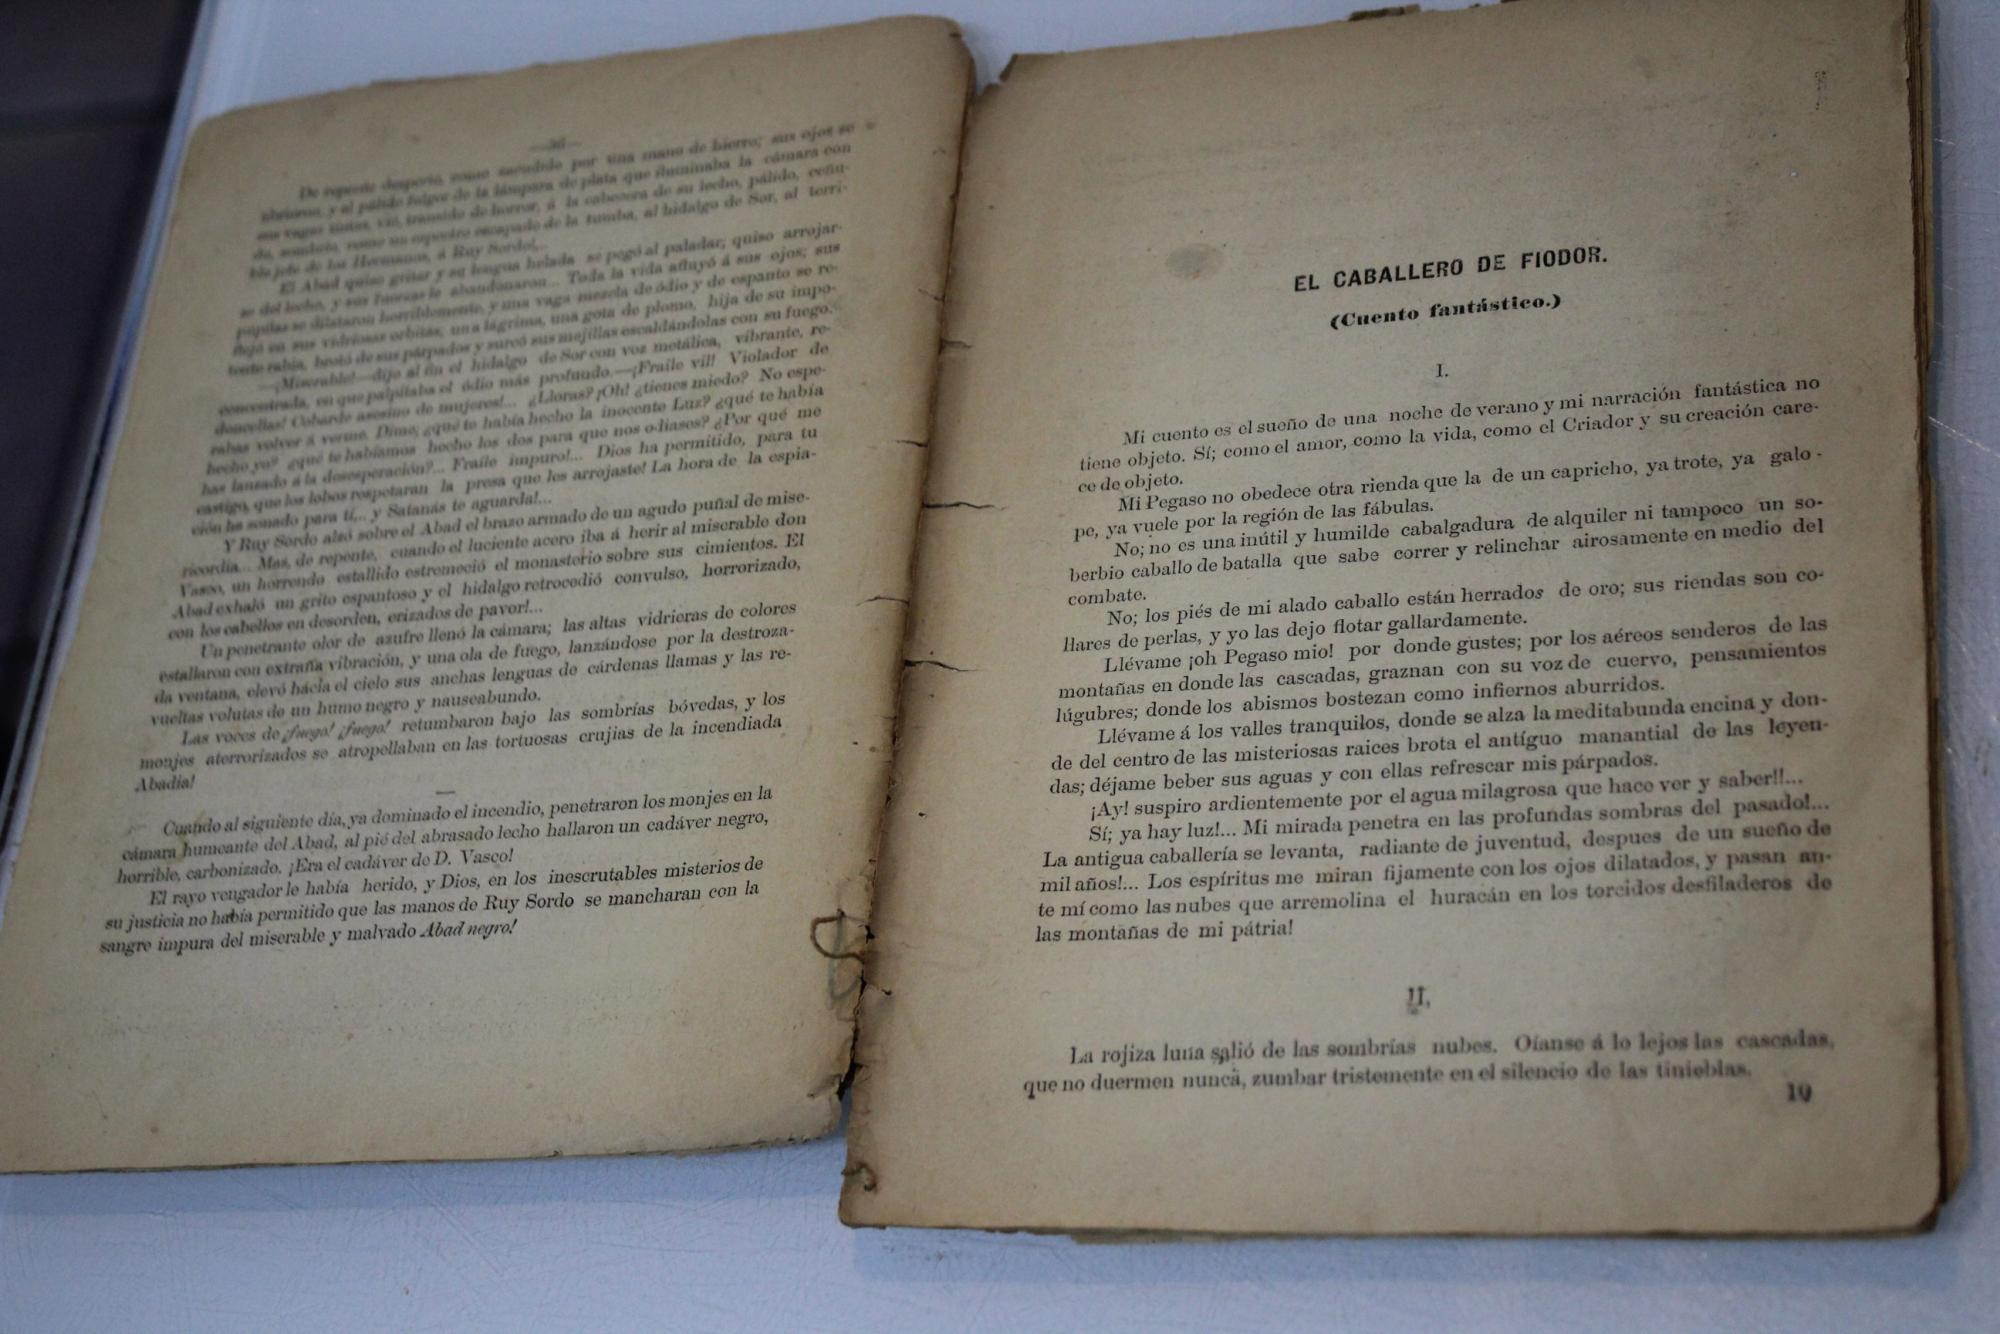 —36—
De repente despertó, como sacudido por una mano de hierro; sus ojos se
abrieron, y al pálido fulgor de la lámpara de plata que iluminaba la cámara con
sus vagas tintas, vió, transido de horror, á la cabecera de su lecho, pálido, ceñu-
do, sombrío, como un espectro escapado de la tumba, al hidalgo de Sor, al terri-
ble jefe de los Hermanos, á Ruy Sordo!...
El Abad quiso gritar y su lengua helada se pegó al paladar; quiso arrojar-
se del lecho, y sus fuerzas le abandonaron... Toda la vida afluyó á sus ojos; sus
pupilas se dilataron horriblemente, y una vaga mezcla de ódio y de espanto se re-
flejó en sus vidriosas orbitas; una lágrima, una gota de plomo, hija de su impo-
tente rabia, brotó de sus párpados y surcó sus mejillas escaldándolas con su fuego.
—¡Miserable!—dijo al fin el hidalgo de Sor con voz metálica, vibrante, re-
concentrada, en que palpitaba el ódio más profundo.—¡Fraile vil! Violador de
doncellas! Cobarde asesino de mujeres!... ¿Lloras? ¡Oh! ¿tienes miedo? No espe-
rabas volver á verme. Dime, ¿qué te había hecho la inocente Luz? ¿qué te había
hecho yo? ¿qué te habíamos hecho los dos para que nos odiases? ¿Por qué me
has lanzado á la desesperación?... Fraile impuro!... Dios ha permitido, para tu
castigo, que los lobos respetaran la presa que les arrojaste! La hora de la espia-
ción ha sonado para tí,.. y Satanás te aguarda!...
Y Ruy Sordo alzó sobre el Abad el brazo armado de un agudo puñal de mise-
ricordia... Mas, de repente, cuando el luciente acero iba á herir al miserable don
Vasco, un horrendo estallido estremeció el monasterio sobre sus cimientos. El
Abad exhaló un grito espantoso y el hidalgo retrocedió convulso, horrorizado,
con los cabellos en desorden, erizados de pavor!...
Un penetrante olor de azufre llenó la cámara; las altas vidrieras de colores
estallaron con extraña vibración, y una ola de fuego, lanzándose por la destroza-
da ventana, elevó hácia el cielo sus anchas lenguas de cárdenas llamas y las re-
vueltas volutas de un humo negro y nauseabundo.
Las voces de ¡fuego! ¡fuego! retumbaron bajo las sombrías bóvedas, y los
monjes aterrorizados se atropellaban en las tortuosas crujias de la incendiada
Abadía!
—
Cuando al siguiente día, ya dominado el incendio, penetraron los monjes en la
cámara humeante del Abad, al pié del abrasado lecho hallaron un cadáver negro,
horrible, carbonizado. ¡Era el cadáver de D. Vasco!
El rayo vengador le había herido, y Dios, en los inescrutables misterios de
su justicia no había permitido que las manos de Ruy Sordo se mancharan con la
sangre impura del miserable y malvado Abad negro!
EL CABALLERO DE FIODOR.
(Cuento fantástico.)
I.
Mi cuento es el sueño de una noche de verano y mi narración fantástica no
tiene objeto. Sí; como el amor, como la vida, como el Criador y su creación care-
ce de objeto.
Mi Pegaso no obedece otra rienda que la de un capricho, ya trote, ya galo-
pe, ya vuele por la región de las fábulas.
No; no es una inútil y humilde cabalgadura de alquiler ni tampoco un so-
berbio caballo de batalla que sabe correr y relinchar airosamente en medio del
combate.
No; los piés de mi alado caballo están herrados de oro; sus riendas son co-
llares de perlas, y yo las dejo flotar gallardamente.
Llévame ¡oh Pegaso mio! por donde gustes; por los aéreos senderos de las
montañas en donde las cascadas, graznan con su voz de cuervo, pensamientos
lúgubres; donde los abismos bostezan como infiernos aburridos.
Llévame á los valles tranquilos, donde se alza la meditabunda encina y don-
de del centro de las misteriosas raices brota el antíguo manantial de las leyen-
das; déjame beber sus aguas y con ellas refrescar mis párpados.
¡Ay! suspiro ardientemente por el agua milagrosa que hace ver y saber!!...
Sí; ya hay luz!... Mi mirada penetra en las profundas sombras del pasado!...
La antigua caballería se levanta, radiante de juventud, despues de un sueño de
mil años!... Los espíritus me miran fijamente con los ojos dilatados, y pasan an-
te mí como las nubes que arremolina el huracán en los torcidos desfiladeros de
las montañas de mi pátria!
II.
La rojiza luna salió de las sombrías nubes. Oíanse á lo lejos las cascadas,
que no duermen nunca, zumbar tristemente en el silencio de las tinieblas.
10